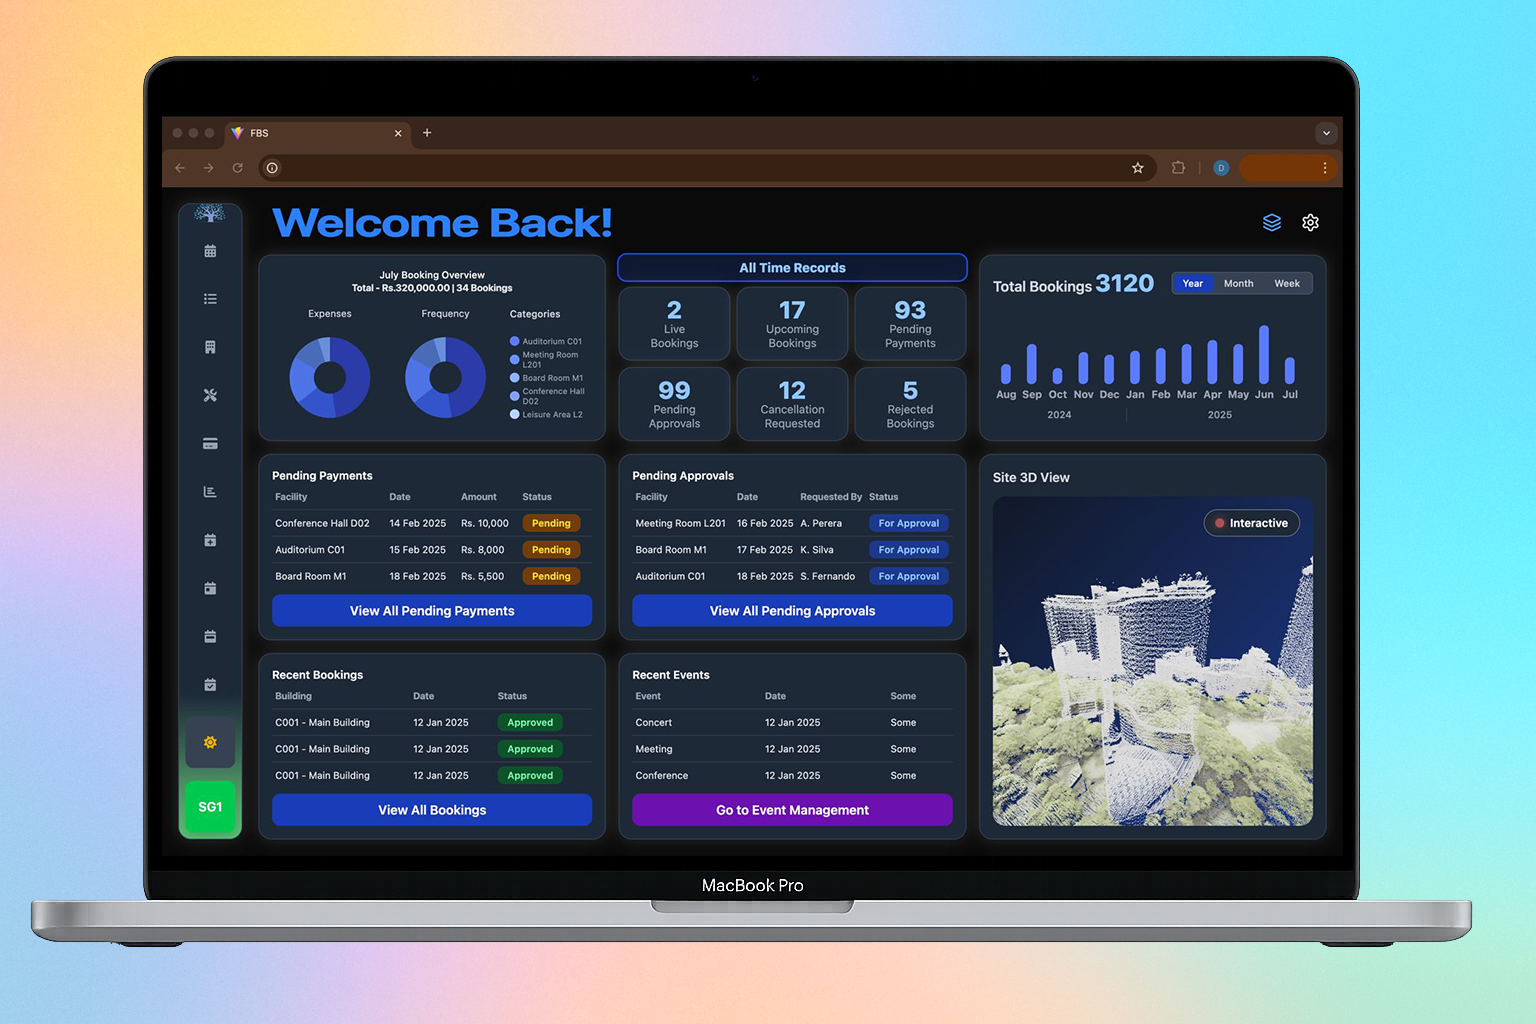 FBS
D
Welcome Back!
July Booking Overview
Total - Rs.320,000.00 | 34 Bookings
Expenses
Frequency
Categories
Auditorium C01
Meeting Room
L201
Board Room M1
Conference Hall
D02
Leisure Area L2
All Time Records
2
Live
Bookings
17
Upcoming
Bookings
93
Pending
Payments
99
Pending
Approvals
12
Cancellation
Requested
5
Rejected
Bookings
Total Bookings 3120
Year Month Week
Aug Sep Oct Nov Dec Jan Feb Mar Apr May Jun Jul
2024 2025
Pending Payments
Facility Date Amount Status
Conference Hall D02 14 Feb 2025 Rs. 10,000 Pending
Auditorium C01 15 Feb 2025 Rs. 8,000 Pending
Board Room M1 18 Feb 2025 Rs. 5,500 Pending
View All Pending Payments
Pending Approvals
Facility Date Requested By Status
Meeting Room L201 16 Feb 2025 A. Perera For Approval
Board Room M1 17 Feb 2025 K. Silva For Approval
Auditorium C01 18 Feb 2025 S. Fernando For Approval
View All Pending Approvals
Site 3D View
Interactive
Recent Bookings
Building Date Status
C001 - Main Building 12 Jan 2025 Approved
C001 - Main Building 12 Jan 2025 Approved
C001 - Main Building 12 Jan 2025 Approved
View All Bookings
Recent Events
Event Date Some
Concert 12 Jan 2025 Some
Meeting 12 Jan 2025 Some
Conference 12 Jan 2025 Some
Go to Event Management
SG1
MacBook Pro